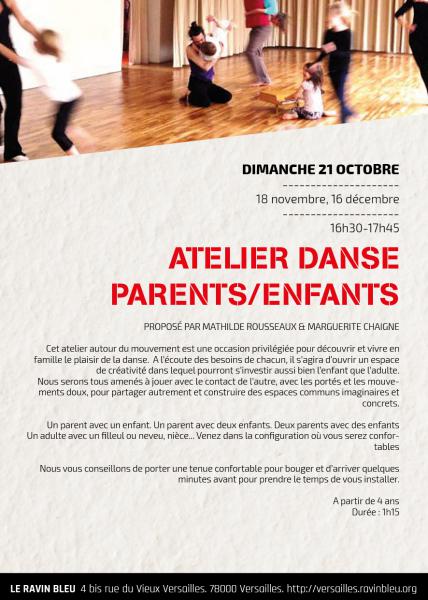 DIMANCHE 21 OCTOBRE
---------------------
18 novembre, 16 décembre
---------------------
16h30-17h45
ATELIER DANSE
PARENTS/ENFANTS
PROPOSÉ PAR MATHILDE ROUSSEAUX & MARGUERITE CHAIGNE
Cet atelier autour du mouvement est une occasion privilégiée pour découvrir et vivre en
famille le plaisir de la danse. A l'écoute des besoins de chacun, il s'agira d'ouvrir un espace
de créativité dans lequel pourront s'investir aussi bien l'enfant que l'adulte.
Nous serons tous amenés à jouer avec le contact de l'autre, avec les portés et les mouve-
ments doux, pour partager autrement et construire des espaces communs imaginaires et
concrets.
Un parent avec un enfant. Un parent avec deux enfants. Deux parents avec des enfants
Un adulte avec un filleul ou neveu, nièce... Venez dans la configuration où vous serez confor-
tables
Nous vous conseillons de porter une tenue confortable pour bouger et d'arriver quelques
minutes avant pour prendre le temps de vous installer.
A partir de 4 ans
Durée : 1h15
LE RAVIN BLEU 4 bis rue du Vieux Versailles. 78000 Versailles. http://versailles.ravinbleu.org